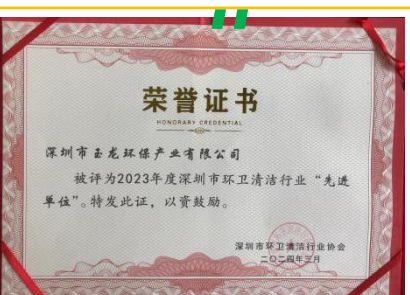 荣誉证书
HONORARY CREDENTIAL
深圳市玉龙环保产业有限公司
被评为2023年度深圳市环卫清洁行业“先进
单位”。特发此证，以资鼓励。
深圳市环卫清洁行业协会
二〇二四年三月